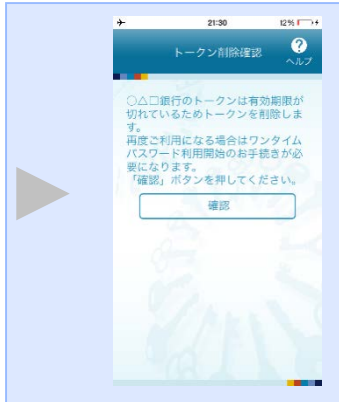 21:30
12%
トークン削除確認
?
ヘルプ
○△□銀行のトークンは有効期限が
切れているためトークンを削除しま
す。
再度ご利用になる場合はワンタイム
パスワード利用開始のお手続きが必
要になります。
「確認」ボタンを押してください。
確認